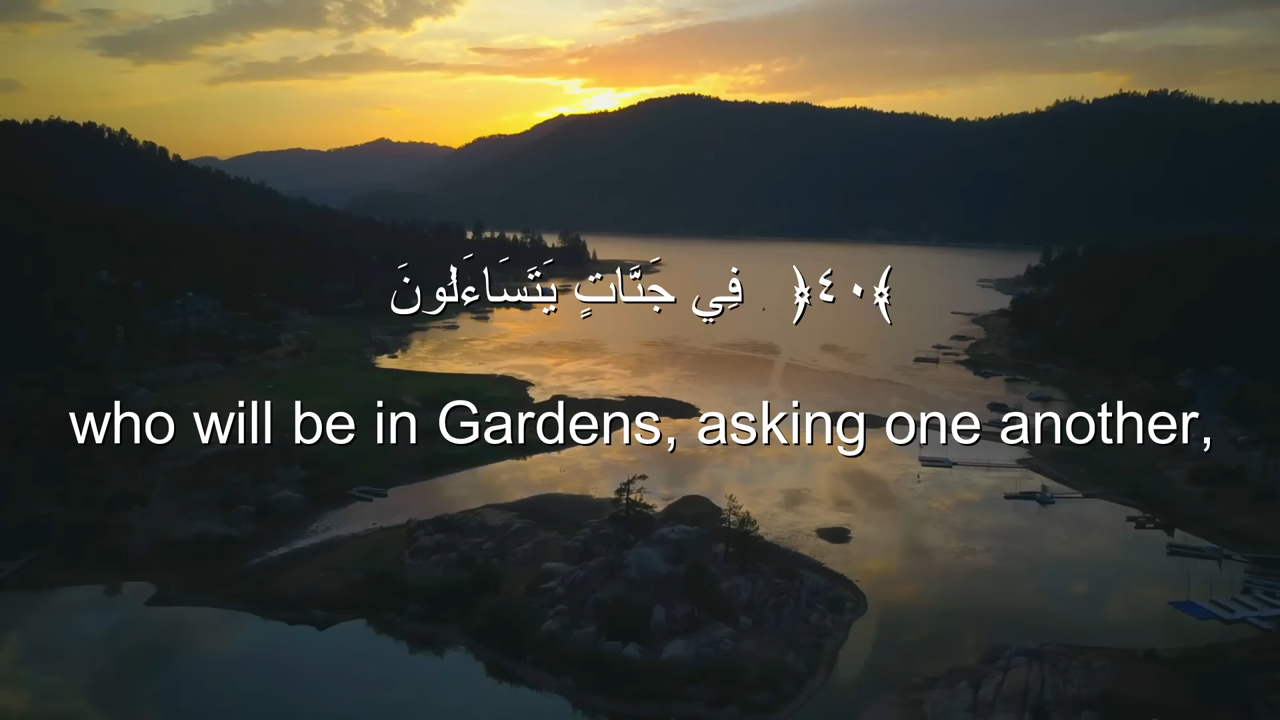 ﴿٤٠﴾ فِي جَنَّاتٍ يَتَسَاءَلُونَ
who will be in Gardens, asking one another,